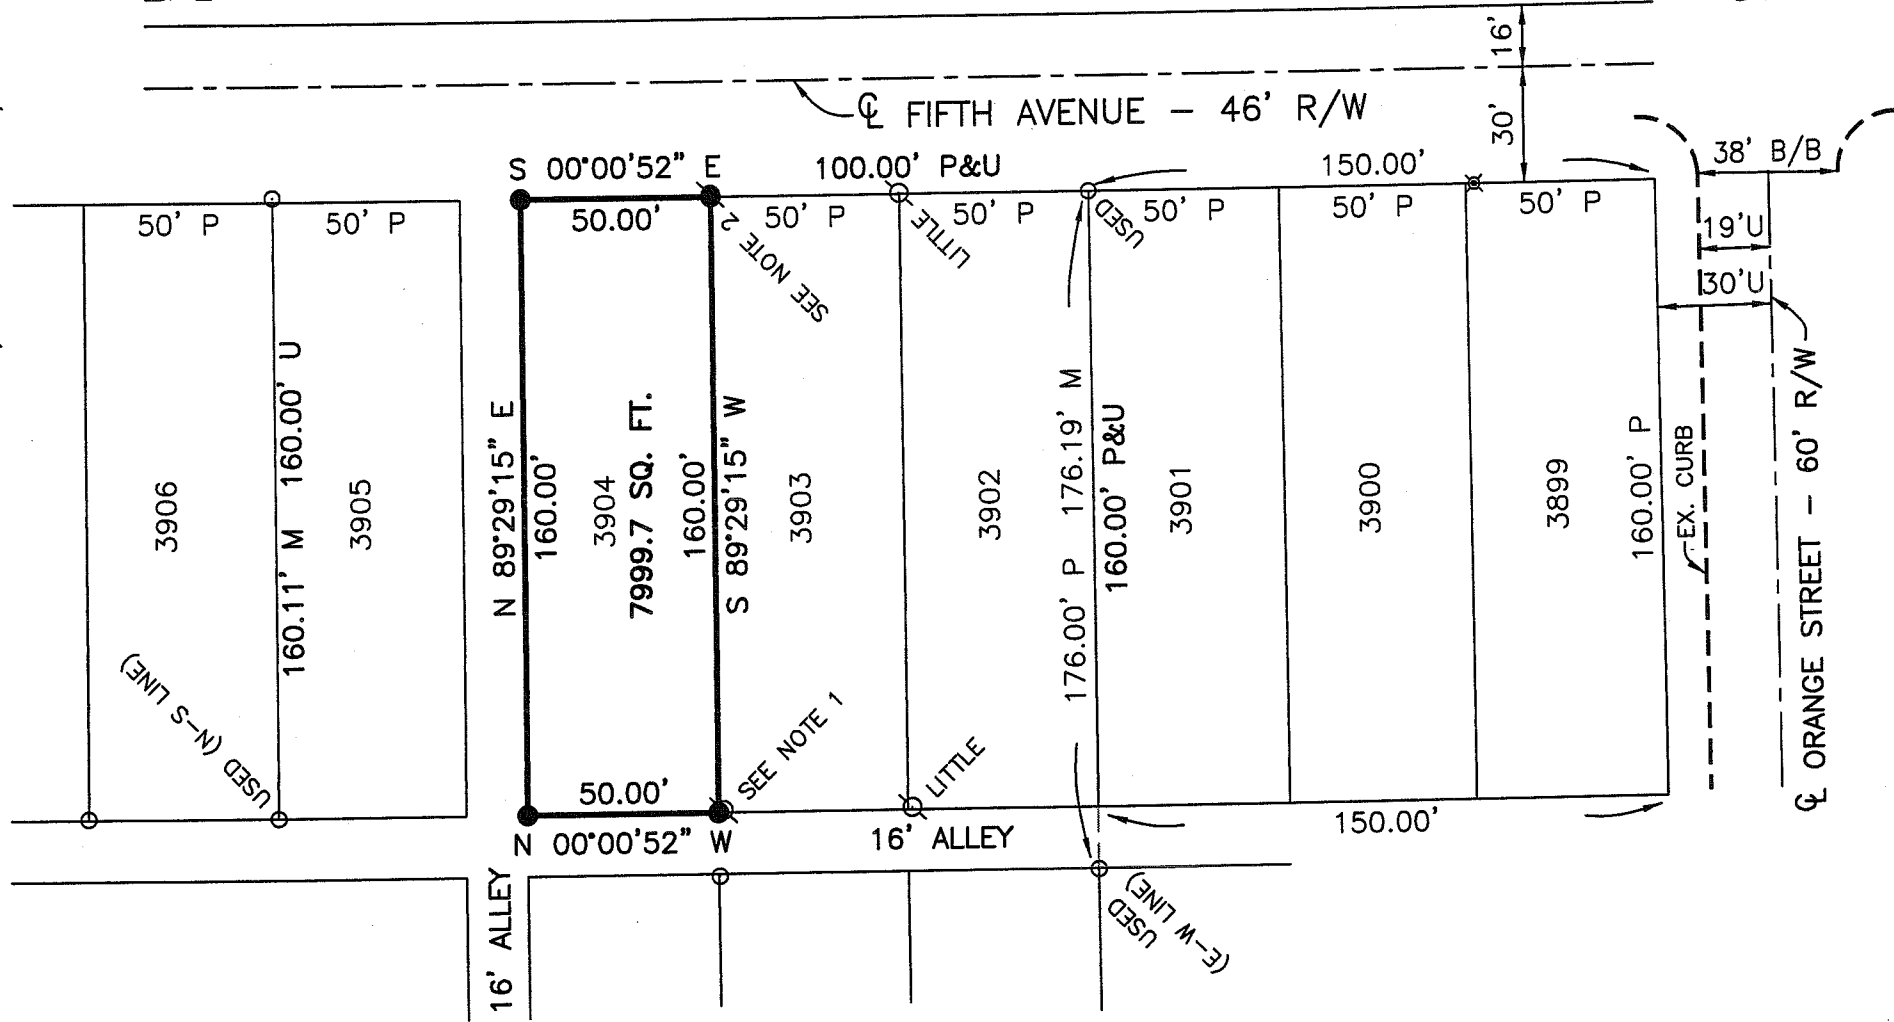 16'
℄ FIFTH AVENUE - 46' R/W
30'
38' B/B
S 00°00'52" E
100.00' P&U
150.00'
50' P
50' P
50.00'
50' P
50' P
50' P
50' P
50' P
19'U
30'U
SEE NOTE 2
LITTLE
USED
3906
160.11' M 160.00' U
3905
N 89°29'15" E
160.00'
3904
7999.7 SQ. FT.
160.00'
S 89°29'15" W
3903
3902
176.00' P 176.19' M
160.00' P&U
3901
3900
3899
160.00' P
EX. CURB
℄ ORANGE STREET - 60' R/W
USED (N-S LINE)
50.00'
SEE NOTE 1
LITTLE
N 00°00'52" W
16' ALLEY
150.00'
16' ALLEY
USED
(E-W LINE)